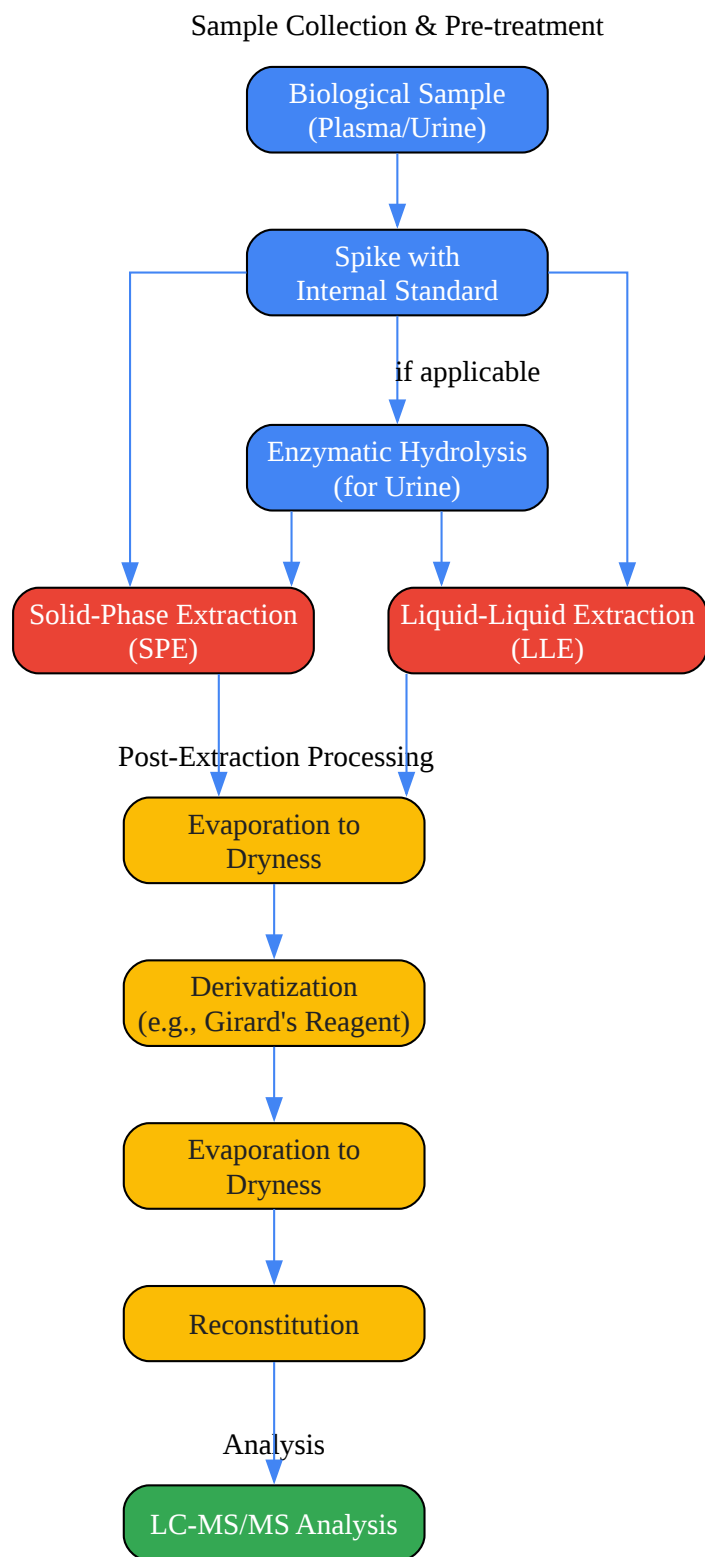 Sample Collection & Pre-treatment
Biological Sample
(Plasma/Urine)
Spike with
Internal Standard
if applicable
Enzymatic Hydrolysis
(for Urine)
Solid-Phase Extraction
(SPE)
Liquid-Liquid Extraction
(LLE)
Post-Extraction Processing
Evaporation to
Dryness
Derivatization
(e.g., Girard's Reagent)
Evaporation to
Dryness
Reconstitution
Analysis
LC-MS/MS Analysis